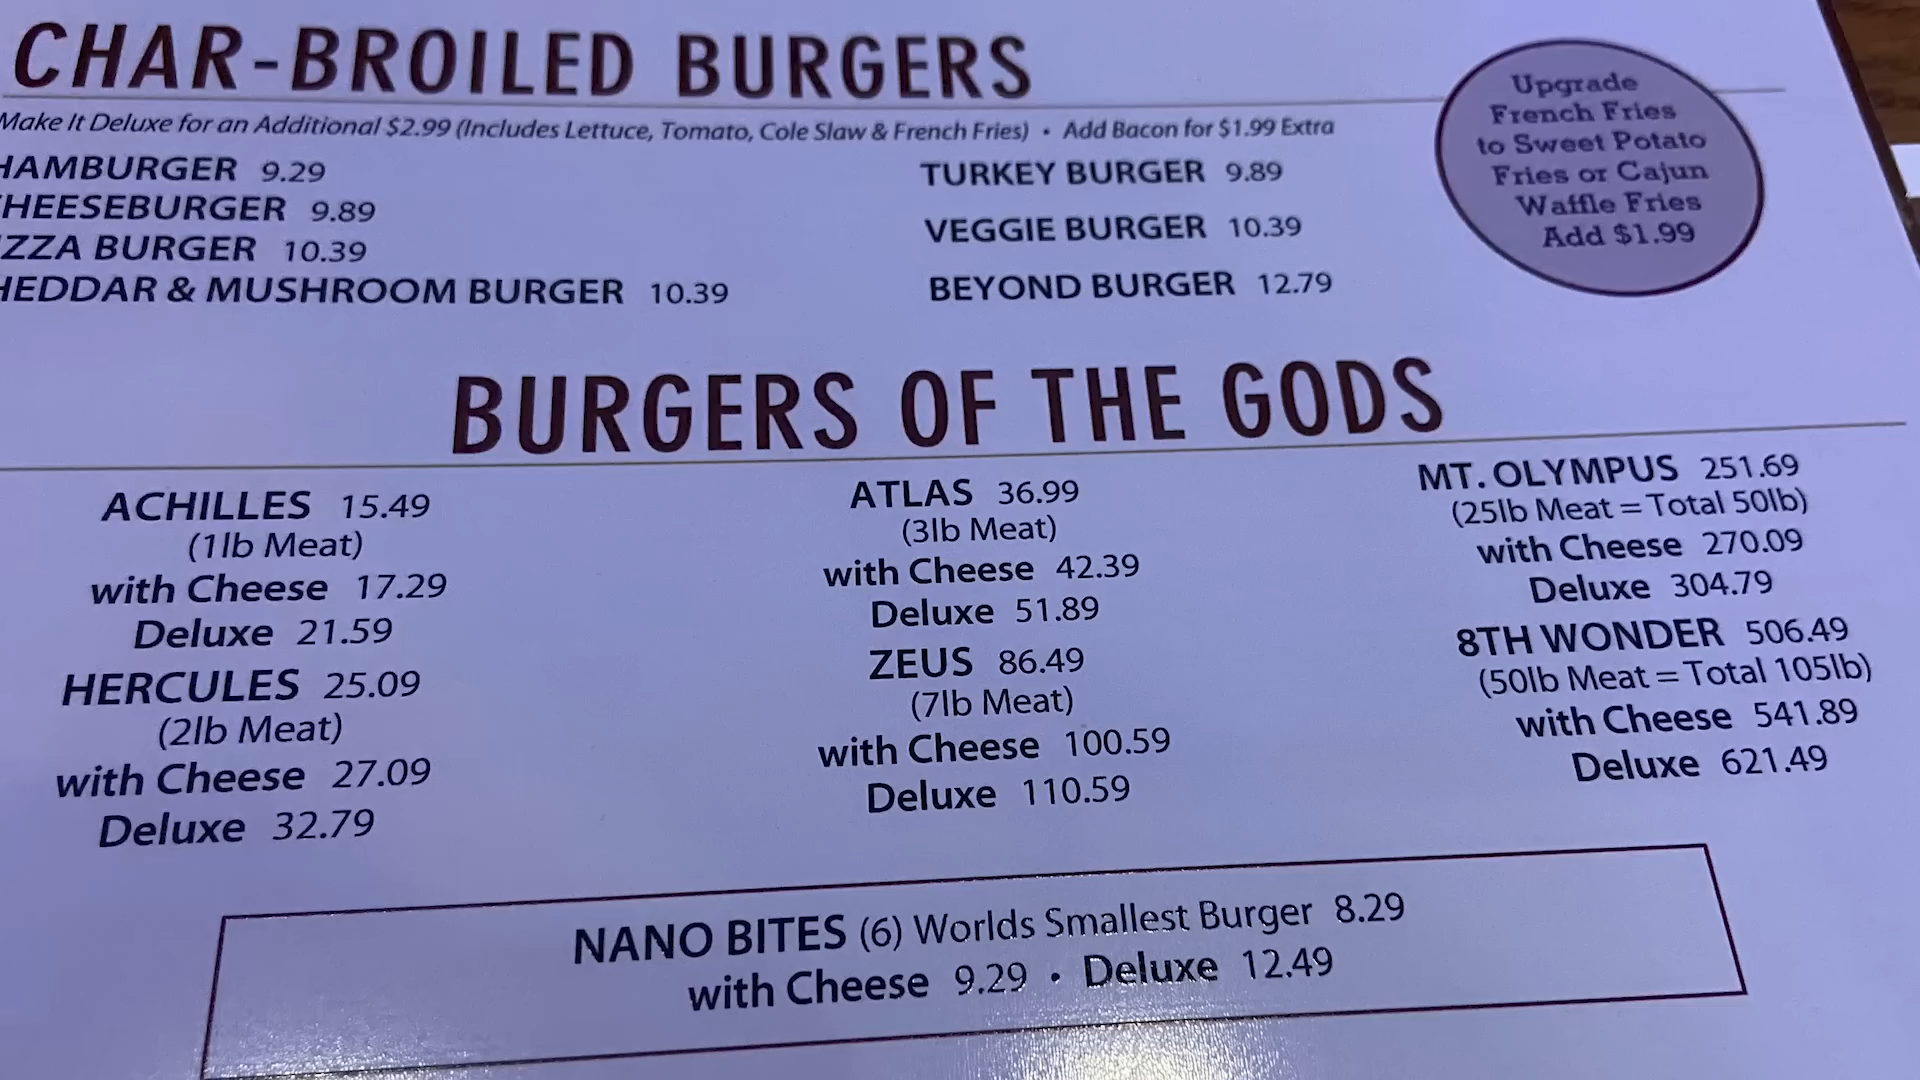 CHAR-BROILED BURGERS
Make It Deluxe for an Additional $2.99 (Includes Lettuce, Tomato, Cole Slaw & French Fries) • Add Bacon for $1.99 Extra
HAMBURGER 9.29
HEESEBURGER 9.89
IZZA BURGER 10.39
HEDDAR & MUSHROOM BURGER 10.39
TURKEY BURGER 9.89
VEGGIE BURGER 10.39
BEYOND BURGER 12.79
Upgrade
French Fries
to Sweet Potato
Fries or Cajun
Waffle Fries
Add $1.99
BURGERS OF THE GODS
ACHILLES 15.49
(1lb Meat)
with Cheese 17.29
Deluxe 21.59
HERCULES 25.09
(2lb Meat)
with Cheese 27.09
Deluxe 32.79
ATLAS 36.99
(3lb Meat)
with Cheese 42.39
Deluxe 51.89
ZEUS 86.49
(7lb Meat)
with Cheese 100.59
Deluxe 110.59
MT. OLYMPUS 251.69
(25lb Meat = Total 50lb)
with Cheese 270.09
Deluxe 304.79
8TH WONDER 506.49
(50lb Meat = Total 105lb)
with Cheese 541.89
Deluxe 621.49
NANO BITES (6) Worlds Smallest Burger 8.29
with Cheese 9.29 • Deluxe 12.49